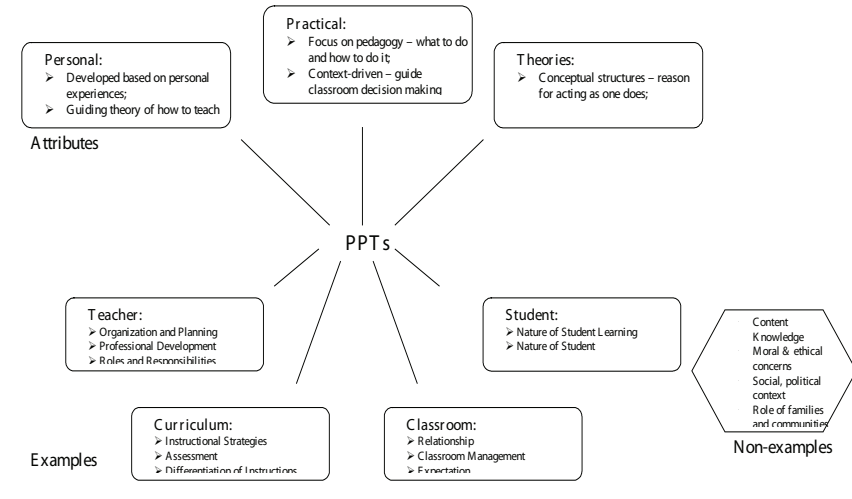 Personal:
➢ Developed based on personal
experiences;
➢ Guiding theory of how to teach
Practical:
➢ Focus on pedagogy – what to do
and how to do it;
➢ Context-driven – guide
classroom decision making
Theories:
➢ Conceptual structures – reason
for acting as one does;
Attributes
PPTs
Teacher:
➢ Organization and Planning
➢ Professional Development
➢ Roles and Responsibilities
Student:
➢ Nature of Student Learning
➢ Nature of Student
Content
Knowledge
Moral & ethical
concerns
Social, political
context
Role of families
and communities
Non-examples
Curriculum:
➢ Instructional Strategies
➢ Assessment
➢ Differentiation of Instructions
Classroom:
➢ Relationship
➢ Classroom Management
➢ Expectation
Examples